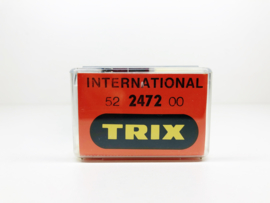 INTERNATIONAL
52 2472 00
TRIX